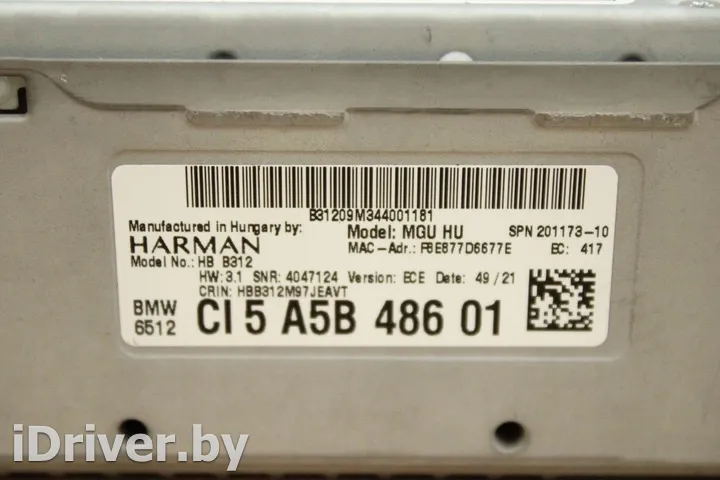 B31209M344001181
Manufactured in Hungary by: Model: MGU HU SPN 201173-10
HARMAN MAC-Adr.: F8E877D6677E EC: 417
Model No.: HB B312
HW: 3.1 SNR: 4047124 Version: ECE Date: 49/21
CRIN: HBB312M97JEAVT
BMW 6512 CI 5 A5B 486 01
iDriver.by